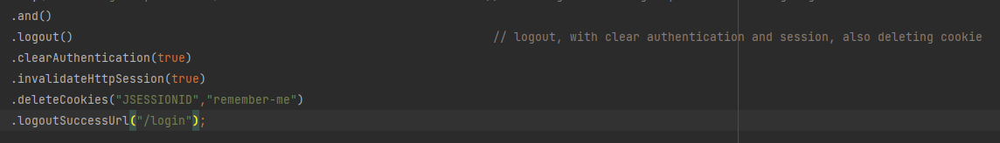 .and()
.logout() // logout, with clear authentication and session, also deleting cookie
.clearAuthentication(true)
.invalidateHttpSession(true)
.deleteCookies("JSESSIONID","remember-me")
.logoutSuccessUrl("/login");